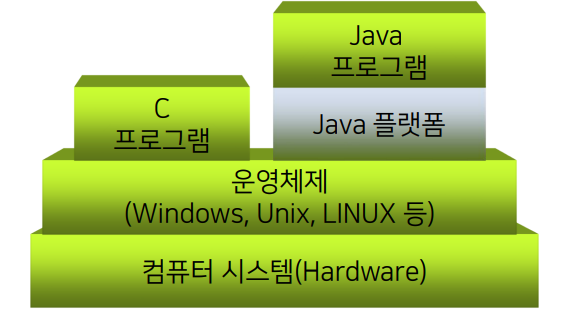 Java
프로그램
C
프로그램
Java 플랫폼
운영체제
(Windows, Unix, LINUX 등)
컴퓨터 시스템(Hardware)